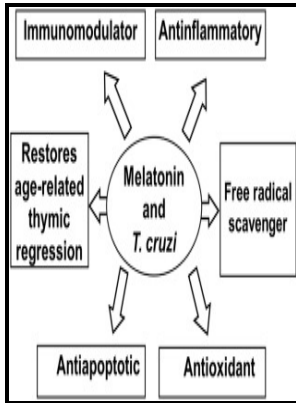 Immunomodulator
Antinflammatory
Restores
age-related
thymic
regression
Melatonin
and
T. cruzi
Free radical
scavenger
Antiapoptotic
Antioxidant